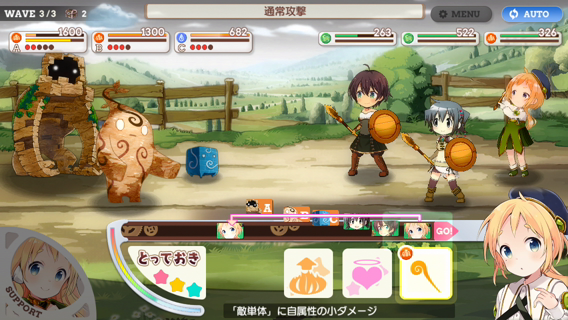 WAVE 3/3 2
通常攻撃
MENU
AUTO
A 1600
B 1300
C 682
263
522
326
A
GO!
とっておき
SUPPORT
「敵単体」に自属性の小ダメージ